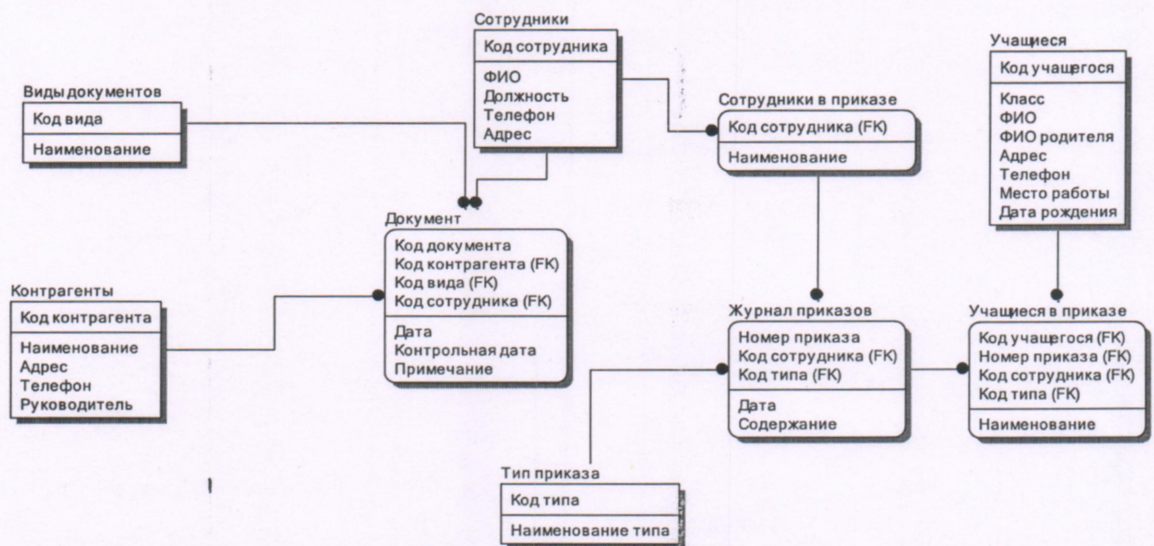 Сотрудники
Код сотрудника
ФИО
Должность
Телефон
Адрес
Учащиеся
Код учащегося
Класс
ФИО
ФИО родителя
Адрес
Телефон
Место работы
Дата рождения
Виды документов
Код вида
Наименование
Сотрудники в приказе
Код сотрудника (FK)
Наименование
Документ
Код документа
Код контрагента (FK)
Код вида (FK)
Код сотрудника (FK)
Дата
Контрольная дата
Примечание
Контрагенты
Код контрагента
Наименование
Адрес
Телефон
Руководитель
Журнал приказов
Номер приказа
Код сотрудника (FK)
Код типа (FK)
Дата
Содержание
Учащиеся в приказе
Код учащегося (FK)
Номер приказа (FK)
Код сотрудника (FK)
Код типа (FK)
Наименование
Тип приказа
Код типа
Наименование типа